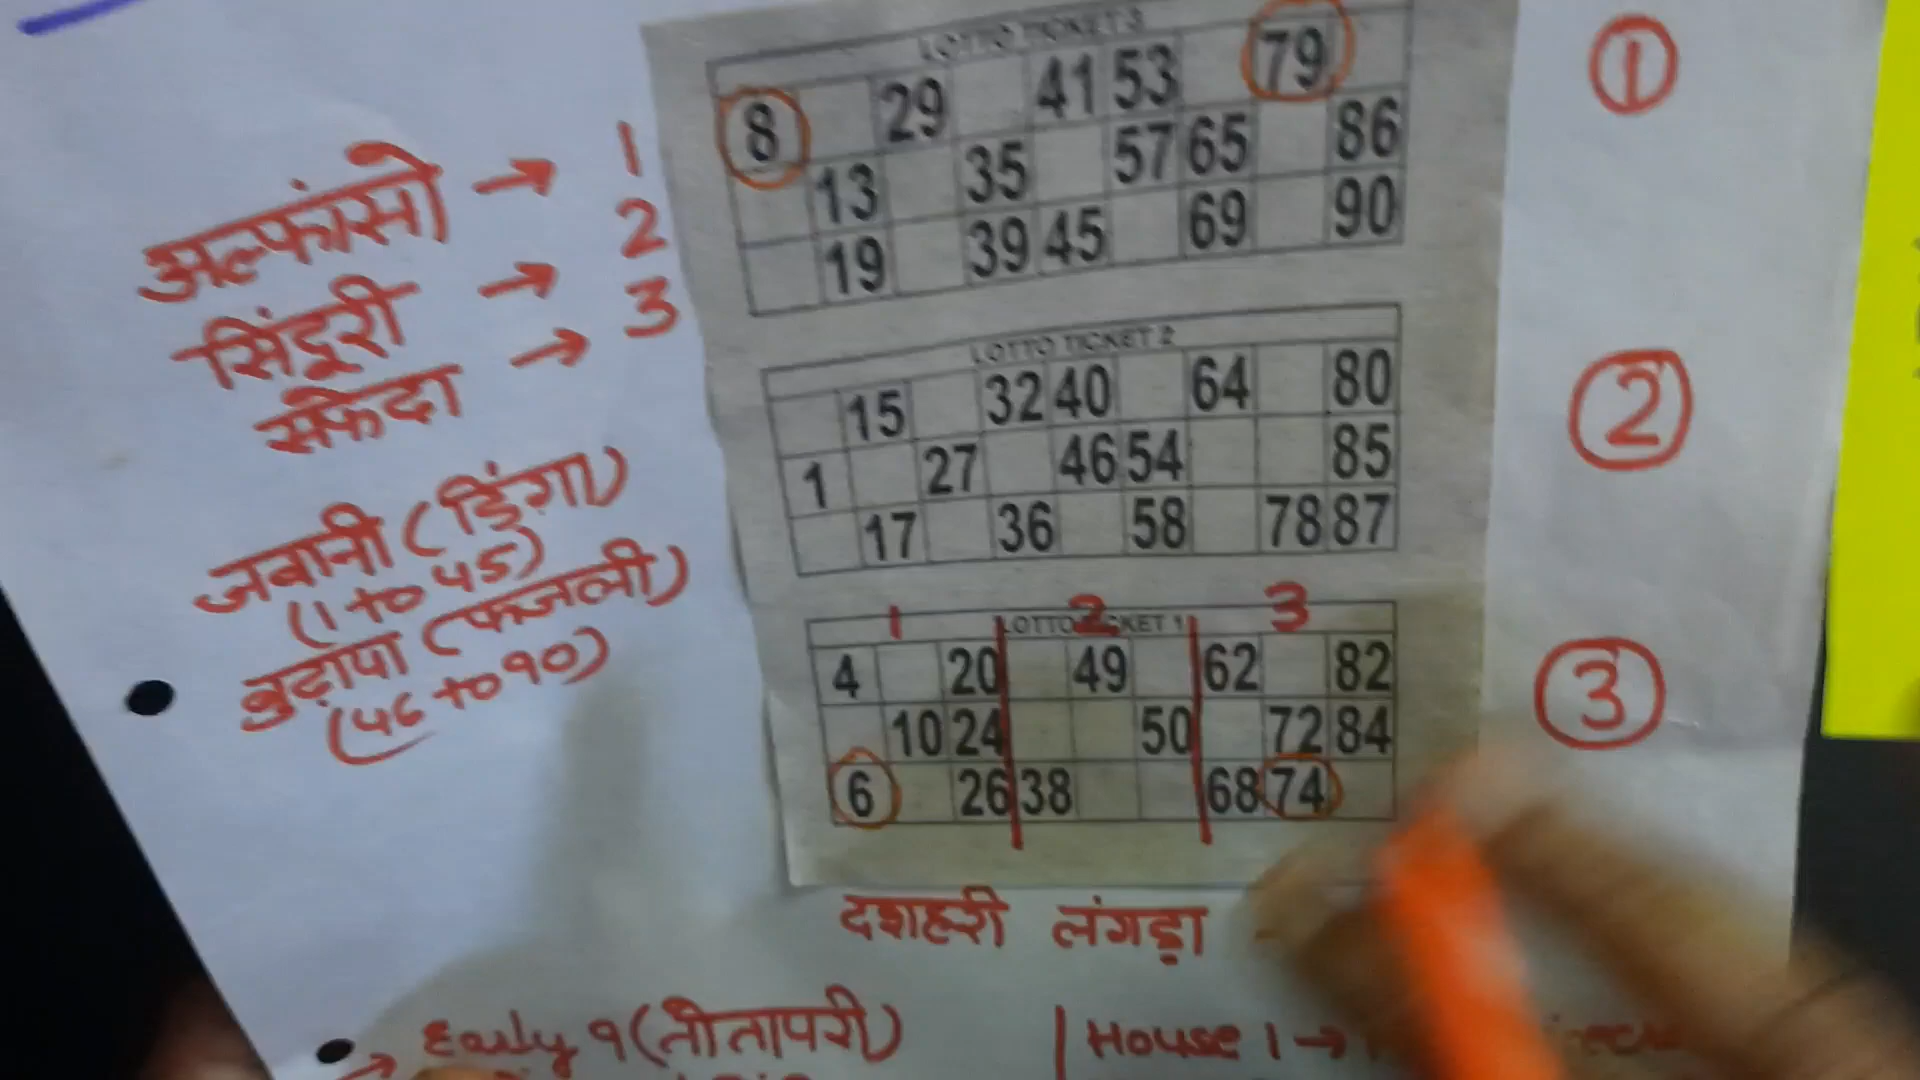 LOTTO TICKET 3
8 29 41 53 79
13 35 57 65 86
19 39 45 69 90
1
अल्फांसो → 1
सिंदूरी → 2
सफेदा → 3
LOTTO TICKET 2
15 32 40 64 80
1 27 46 54 85
17 36 58 78 87
2
जवानी (डिंगा)
(1 to 45)
बुढ़ापा (फजली)
(46 to 90)
1 2 3
LOTTO TICKET 1
4 20 49 62 82
10 24 50 72 84
6 26 38 68 74
3
दशहरी लंगड़ा
Early 9 (तोतापरी)
House 1 →